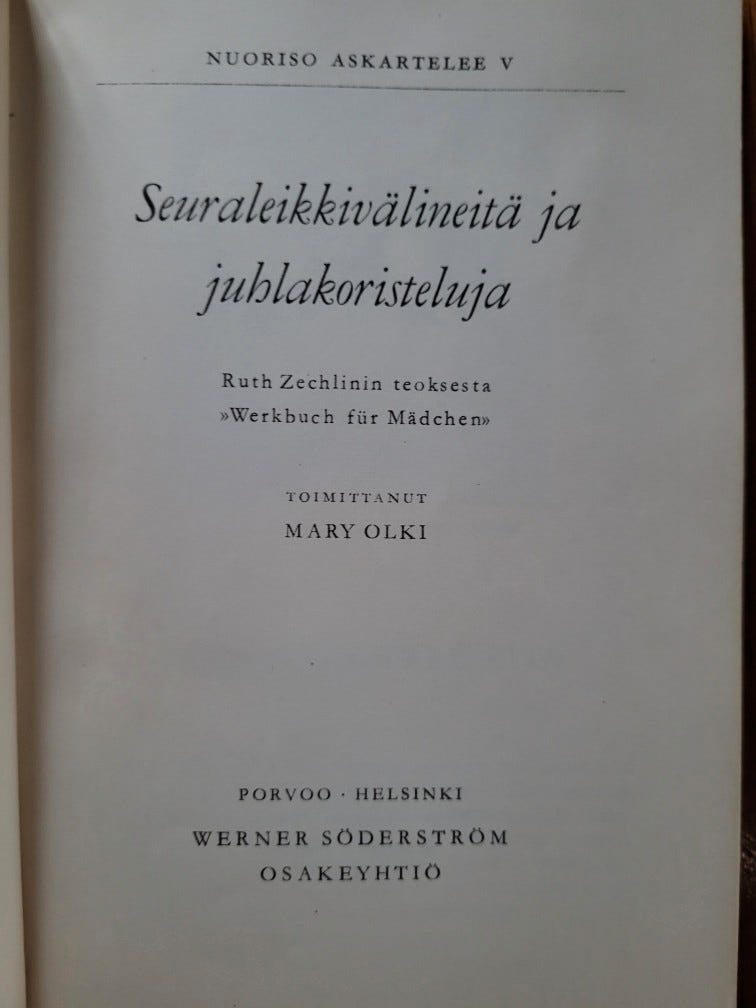 NUORISO ASKARTELEE V
Seuraleikkivälineitä ja
juhlakoristeluja
Ruth Zechlinin teoksesta
»Werkbuch für Mädchen»
TOIMITTANUT
MARY OLKI
PORVOO · HELSINKI
WERNER SÖDERSTRÖM
OSAKEYHTIÖ